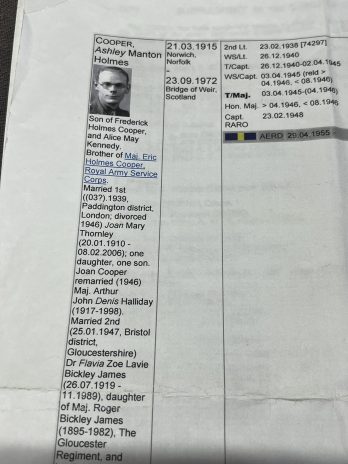 COOPER,
Ashley Manton
Holmes
Son of Frederick
Holmes Cooper,
and Alice May
Kennedy.
Brother of Maj. Eric
Holmes Cooper,
Royal Army Service
Corps.
Married 1st
((03?).1939,
Paddington district,
London; divorced
1946) Joan Mary
Thornley
(20.01.1910 -
08.02.2006); one
daughter, one son.
Joan Cooper
remarried (1946)
Maj. Arthur
John Denis Halliday
(1917-1998).
Married 2nd
(25.01.1947, Bristol
district,
Gloucestershire)
Dr Flavia Zoe Lavie
Bickley James
(26.07.1919 -
11.1989), daughter
of Maj. Roger
Bickley James
(1895-1982), The
Gloucester
Regiment, and
21.03.1915
Norwich,
Norfolk
-
23.09.1972
Bridge of Weir,
Scotland
2nd Lt. 23.02.1938 [74297]
WS/Lt. 26.12.1940
T/Capt. 26.12.1940-02.04.1945
WS/Capt. 03.04.1945 (reld >
04.1946, < 08.1946)
T/Maj. 03.04.1945-(04.1946)
Hon. Maj. > 04.1946, < 08.1946
Capt. 23.02.1948
RARO
AERD 29.04.1955